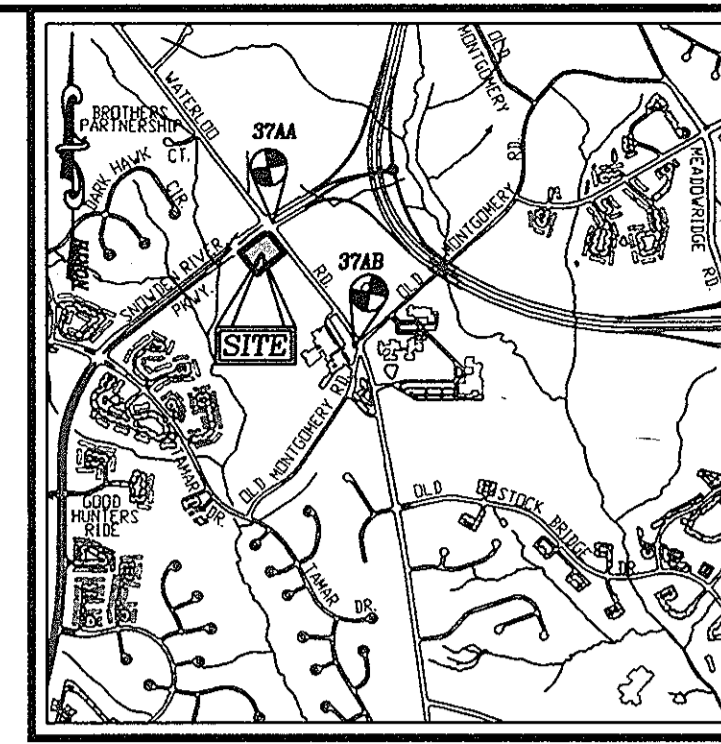 OLD
MONTGOMERY
RD.
WATERLOO
RD.
BROTHERS
PARTNERSHIP
CT.
37AA
DARK HAWK
CIR.
MEADOWRIDGE
RD.
NORTH
SNOWDEN RIVER
PKWY.
37AB
OLD MONTGOMERY
SITE
OLD MONTGOMERY RD.
TAMAR
DR.
GOOD
HUNTERS
RIDE
OLD STOCK BRIDGE DR.
TAMAR
DR.